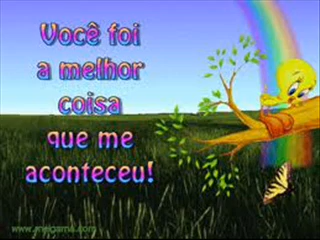 Você foi
a melhor
coisa
que me
aconteceu!